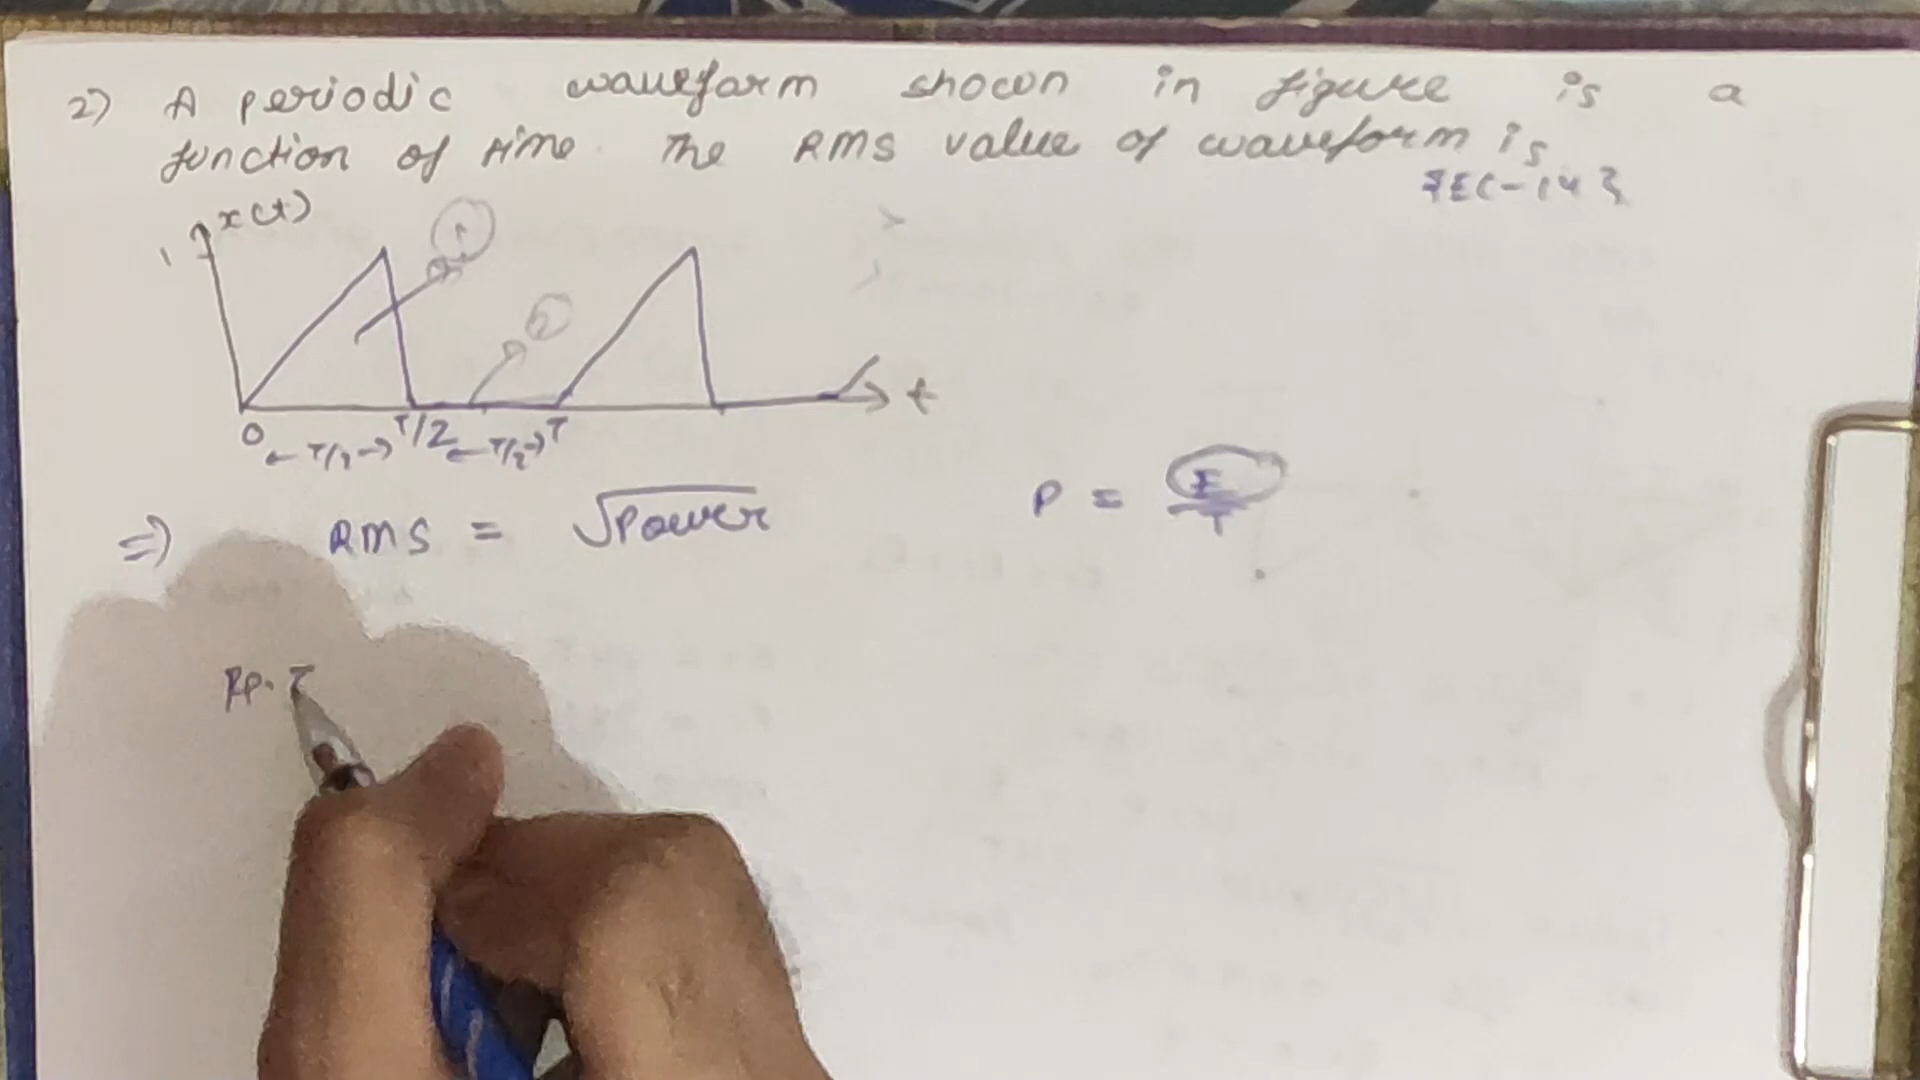 2) A periodic waveform shown in figure is a
function of time. The RMS value of waveform is
{EC-14}
x(t)
1
1
2
0 T/2 T t
←T/2→ ←T/2→
⇒ RMS = √Power P = E/T